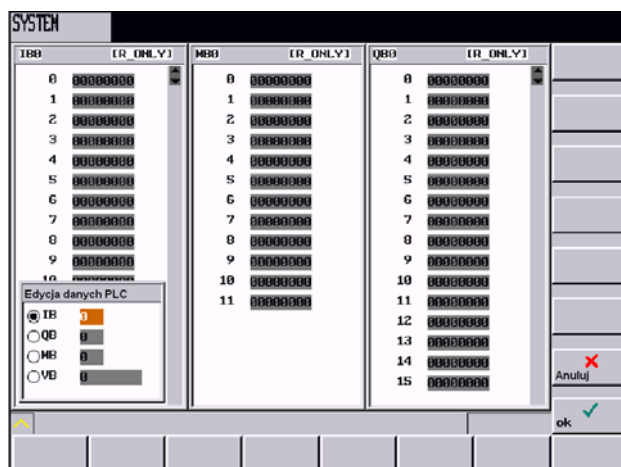 SYSTEM
IB0 [R_ONLY] MB0 [R_ONLY] QB0 [R_ONLY]
0 00000000 0 00000000 0 00000000
1 00000000 1 00000000 1 00000000
2 00000000 2 00000000 2 00000000
3 00000000 3 00000000 3 00000000
4 00000000 4 00000000 4 00000000
5 00000000 5 00000000 5 00000000
6 00000000 6 00000000 6 00000000
7 00000000 7 00000000 7 00000000
8 00000000 8 00000000 8 00000000
9 00000000 9 00000000 9 00000000
10 10 00000000 10 00000000
Edycja danych PLC 11 00000000 11 00000000
IB 0 12 00000000
QB 0 13 00000000
MB 0 14 00000000
VB 0 15 00000000
Anuluj
ok